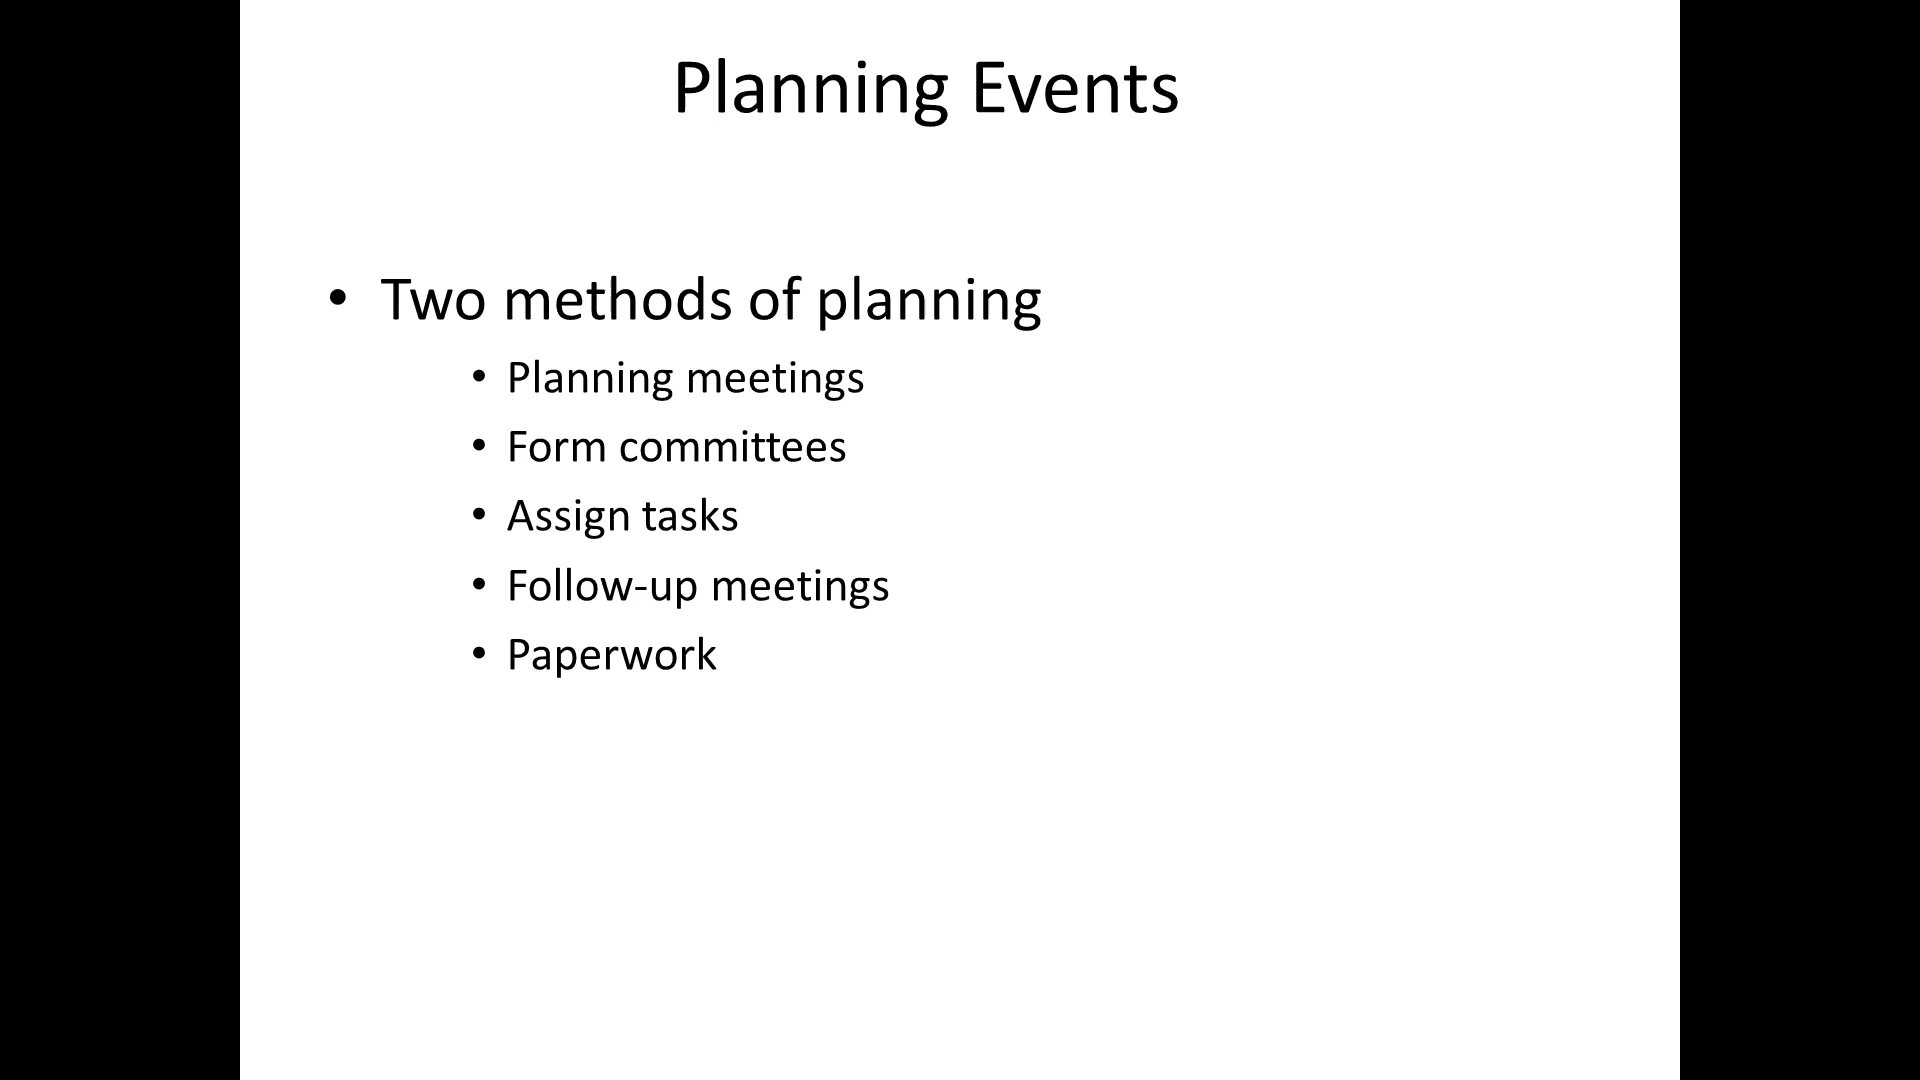 Planning Events
• Two methods of planning
• Planning meetings
• Form committees
• Assign tasks
• Follow-up meetings
• Paperwork